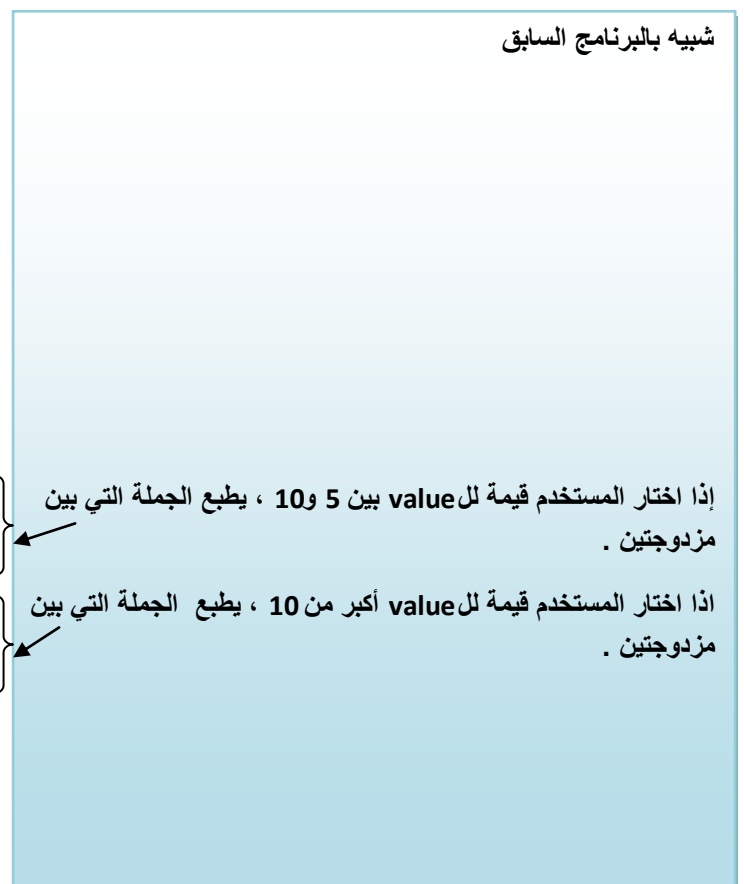 شبيه بالبرنامج السابق
إذا اختار المستخدم قيمة للvalue بين 5 و10 ، يطبع الجملة التي بين
مزدوجتين .
اذا اختار المستخدم قيمة للvalue أكبر من 10 ، يطبع الجملة التي بين
مزدوجتين .